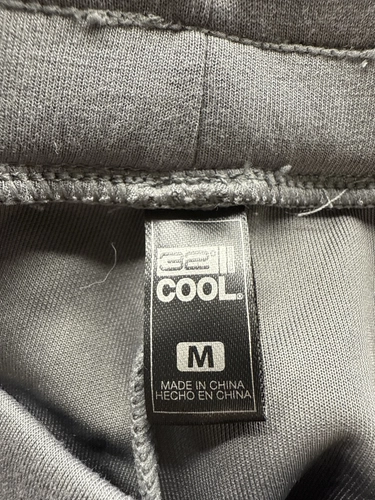 32°
COOL®
M
MADE IN CHINA
HECHO EN CHINA